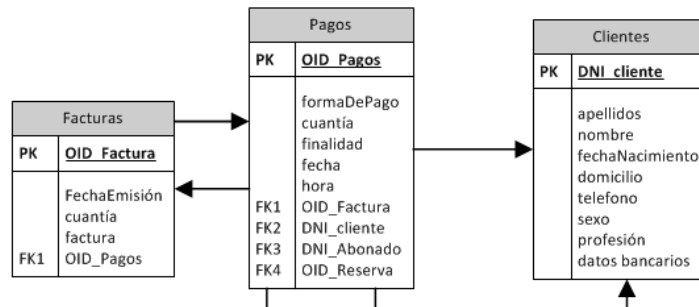 Pagos
PK OID_Pagos
formaDePago
cuantía
finalidad
fecha
hora
FK1 OID_Factura
FK2 DNI_cliente
FK3 DNI_Abonado
FK4 OID_Reserva
Clientes
PK DNI_cliente
apellidos
nombre
fechaNacimiento
domicilio
telefono
sexo
profesión
datos bancarios
Facturas
PK OID_Factura
FechaEmisión
cuantía
factura
FK1 OID_Pagos